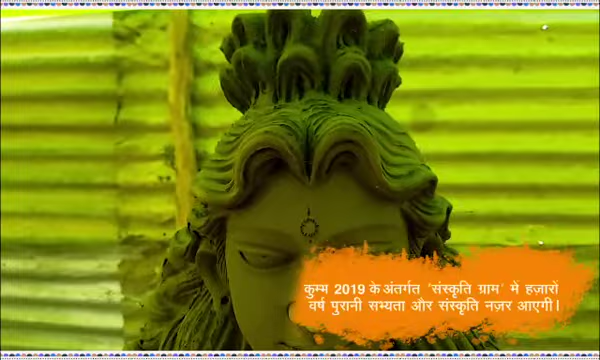 कुम्भ 2019 के अंतर्गत 'संस्कृति ग्राम' में हज़ारों
वर्ष पुरानी सभ्यता और संस्कृति नज़र आएगी।